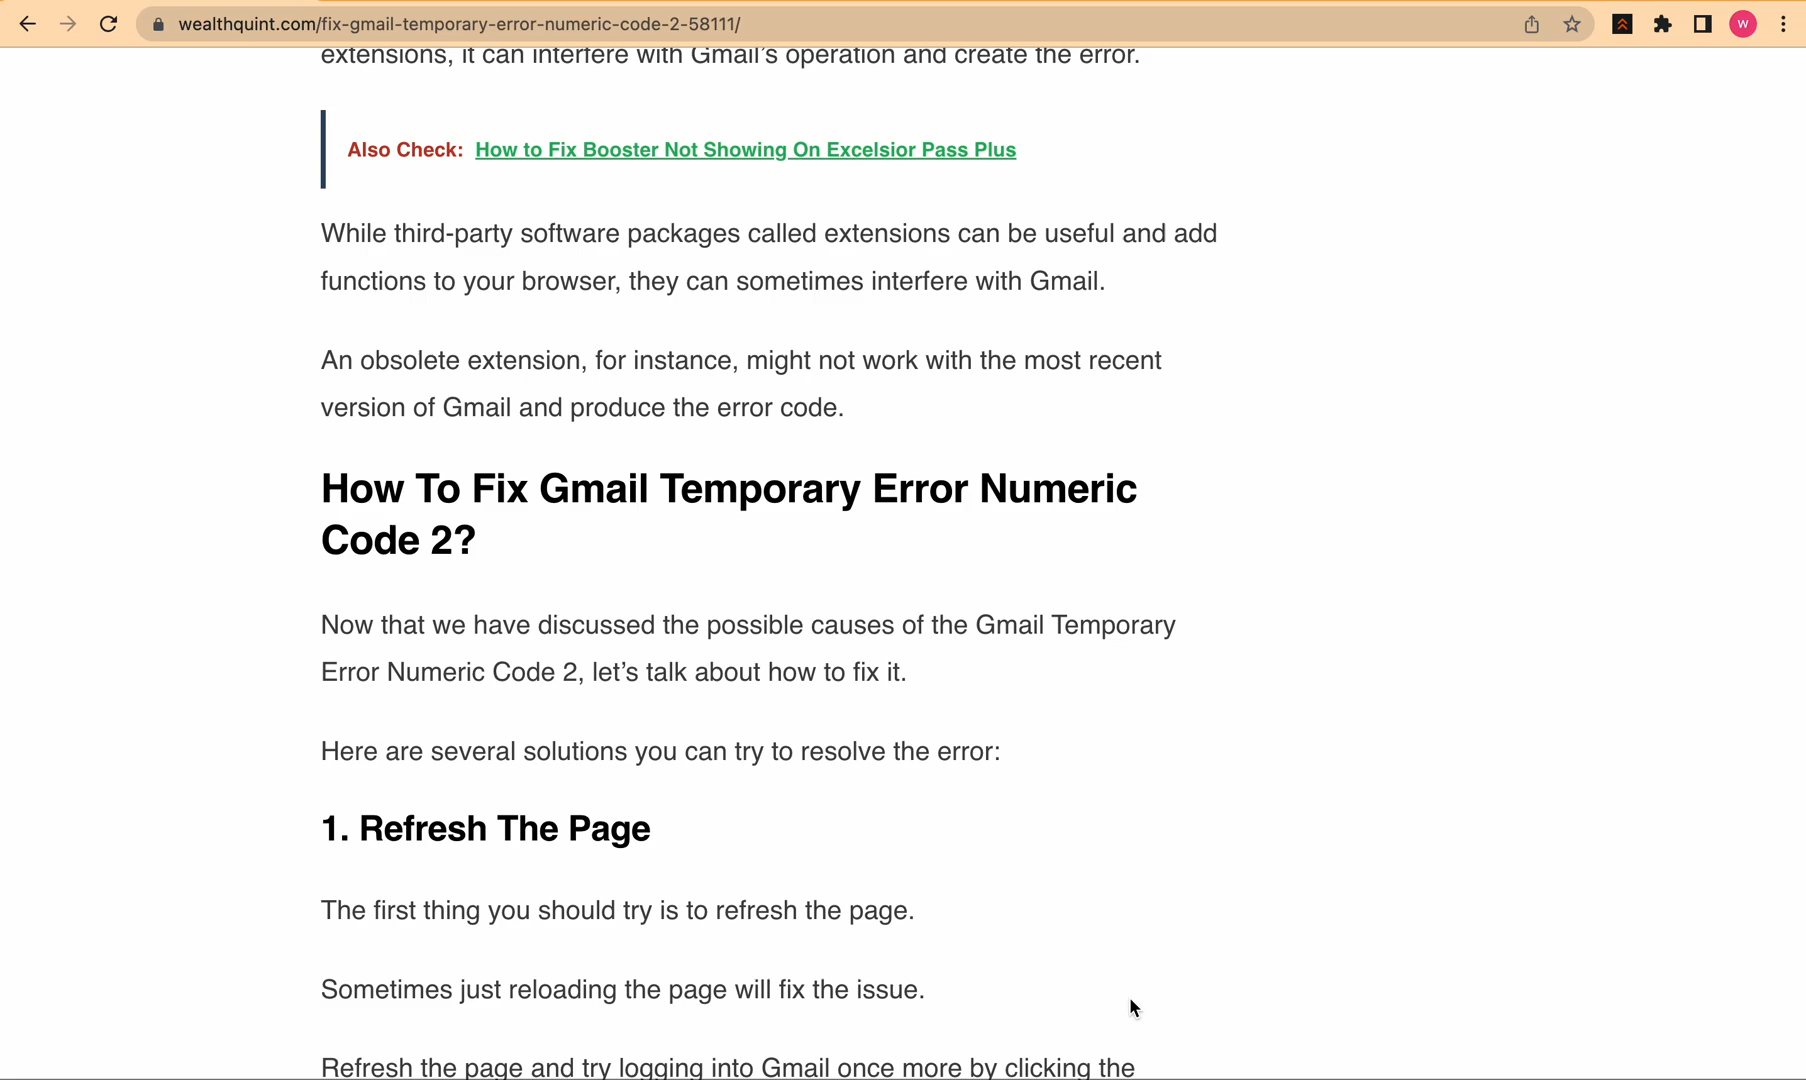 wealthquint.com/fix-gmail-temporary-error-numeric-code-2-58111/
W
extensions, it can interfere with Gmail’s operation and create the error.
Also Check: How to Fix Booster Not Showing On Excelsior Pass Plus
While third-party software packages called extensions can be useful and add
functions to your browser, they can sometimes interfere with Gmail.
An obsolete extension, for instance, might not work with the most recent
version of Gmail and produce the error code.
How To Fix Gmail Temporary Error Numeric
Code 2?
Now that we have discussed the possible causes of the Gmail Temporary
Error Numeric Code 2, let’s talk about how to fix it.
Here are several solutions you can try to resolve the error:
1. Refresh The Page
The first thing you should try is to refresh the page.
Sometimes just reloading the page will fix the issue.
Refresh the page and try logging into Gmail once more by clicking the